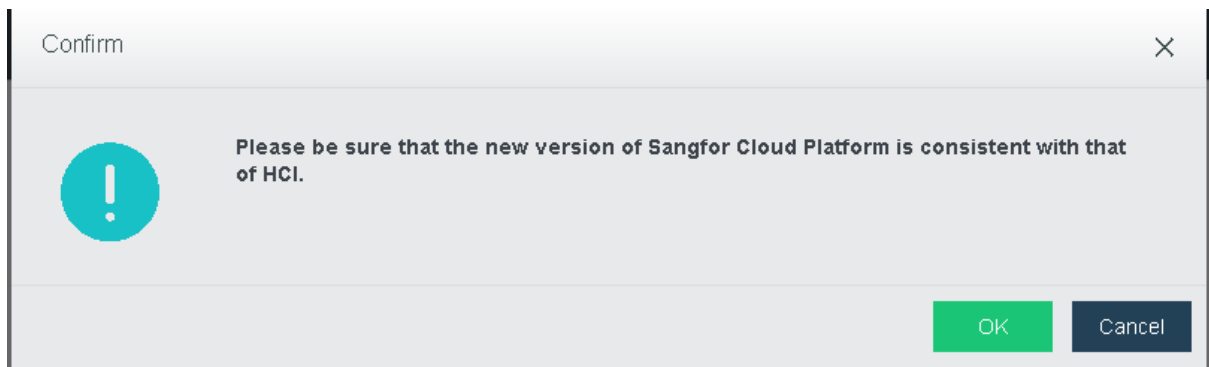 Confirm
Please be sure that the new version of Sangfor Cloud Platform is consistent with that
of HCI.
OK
Cancel